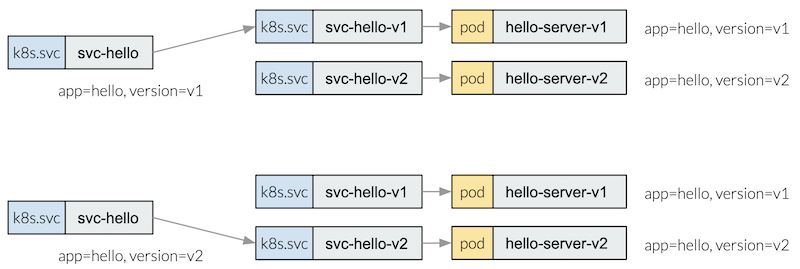 k8s.svc svc-hello-v1 pod hello-server-v1 app=hello, version=v1
k8s.svc svc-hello
k8s.svc svc-hello-v2 pod hello-server-v2 app=hello, version=v2
app=hello, version=v1
k8s.svc svc-hello-v1 pod hello-server-v1 app=hello, version=v1
k8s.svc svc-hello
k8s.svc svc-hello-v2 pod hello-server-v2 app=hello, version=v2
app=hello, version=v2